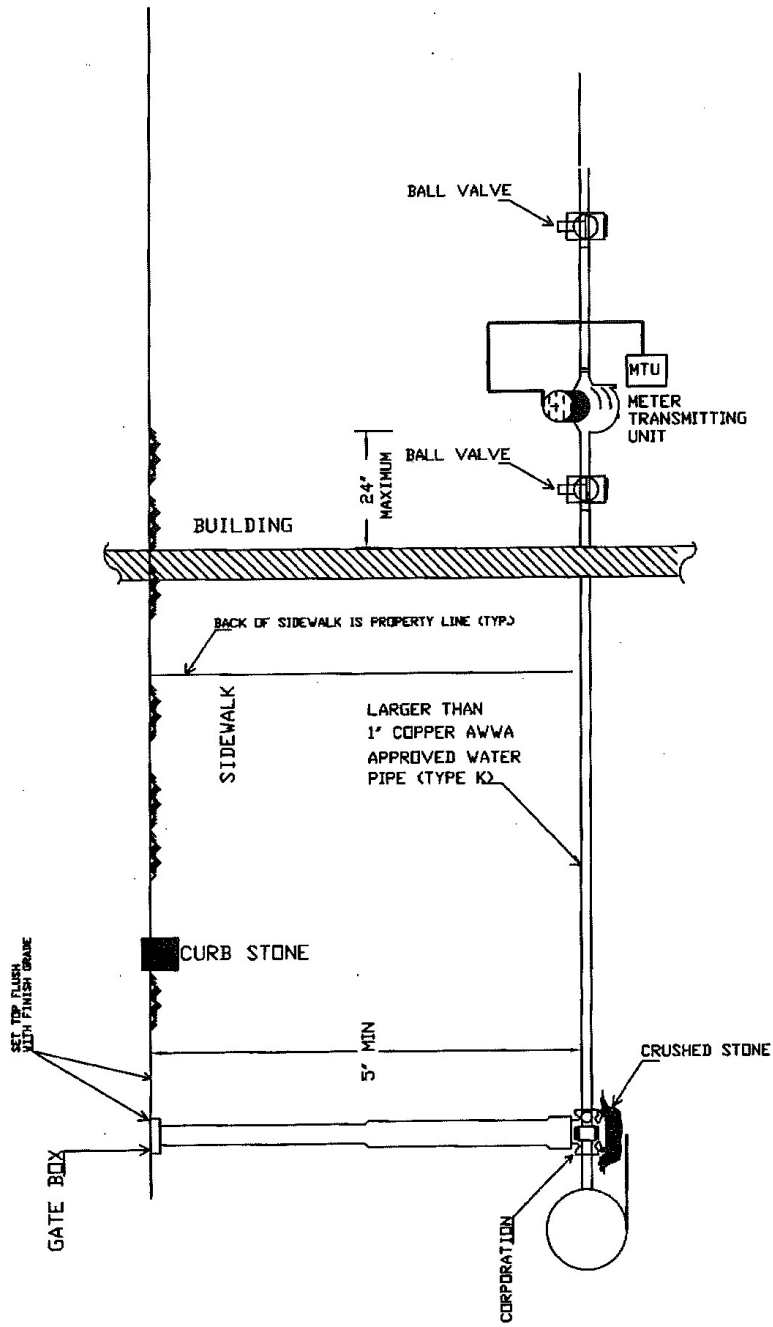 BALL VALVE
MTU
METER
TRANSMITTING
UNIT
24"
MAXIMUM
BALL VALVE
BUILDING
BACK OF SIDEWALK IS PROPERTY LINE (TYP.)
SIDEWALK
LARGER THAN
1" COPPER AWWA
APPROVED WATER
PIPE (TYPE K)
SET TOP FLUSH
WITH FINISH GRADE
CURB STONE
5' MIN
CRUSHED STONE
GATE BOX
CORPORATION